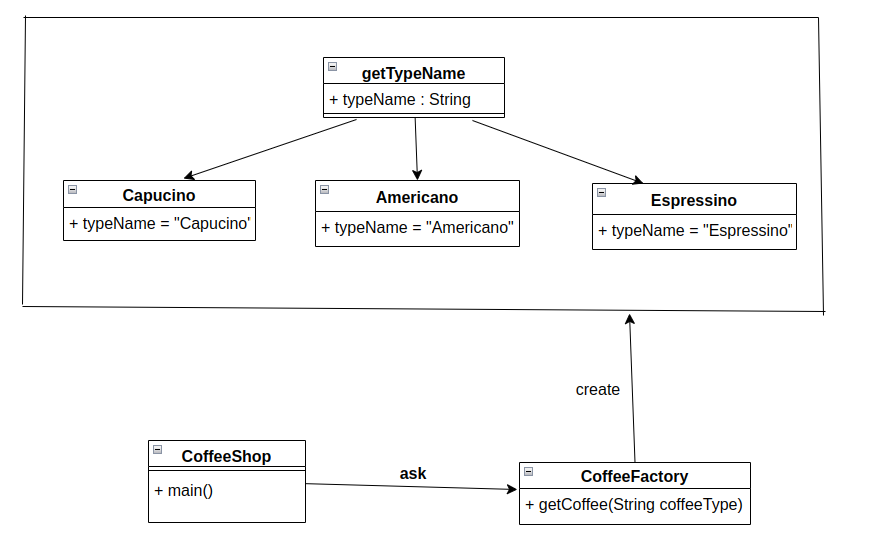 getTypeName
+ typeName : String
Capucino
+ typeName = "Capucino'
Americano
+ typeName = "Americano"
Espressino
+ typeName = "Espressino"
create
CoffeeShop
+ main()
ask
CoffeeFactory
+ getCoffee(String coffeeType)